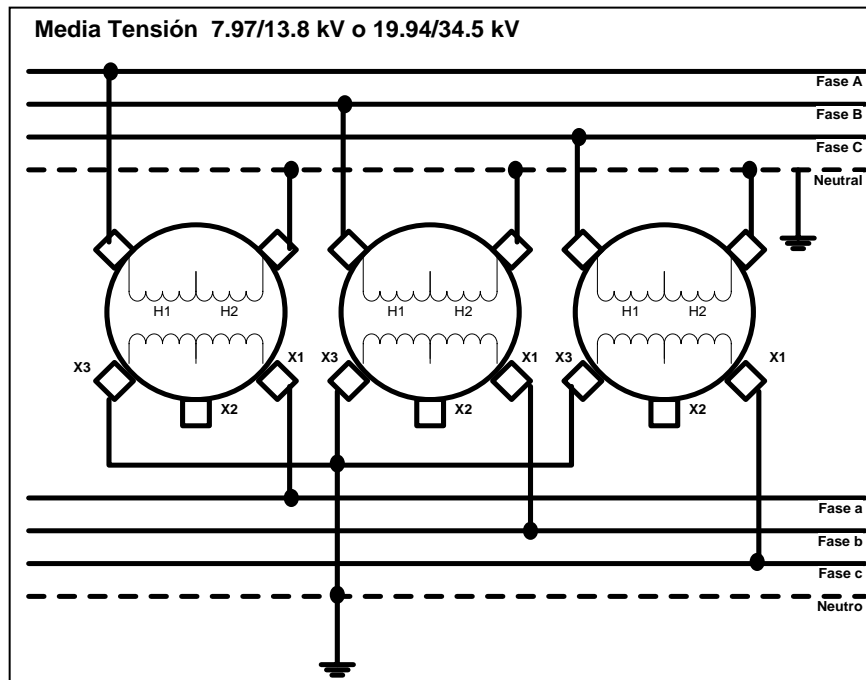 Media Tensión 7.97/13.8 kV o 19.94/34.5 kV
Fase A
Fase B
Fase C
Neutral
H1 H2
H1 H2
H1 H2
X3 X1
X3 X1
X3 X1
X2
X2
X2
Fase a
Fase b
Fase c
Neutro